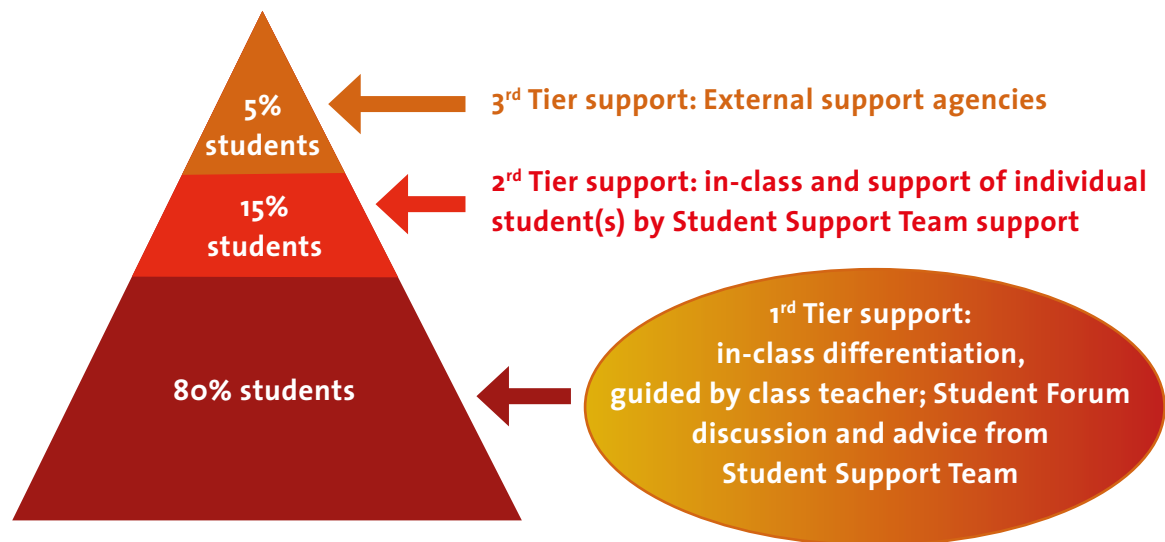 5%
students
3rd Tier support: External support agencies
15%
students
2rd Tier support: in-class and support of individual
student(s) by Student Support Team support
80% students
1rd Tier support:
in-class differentiation,
guided by class teacher; Student Forum
discussion and advice from
Student Support Team